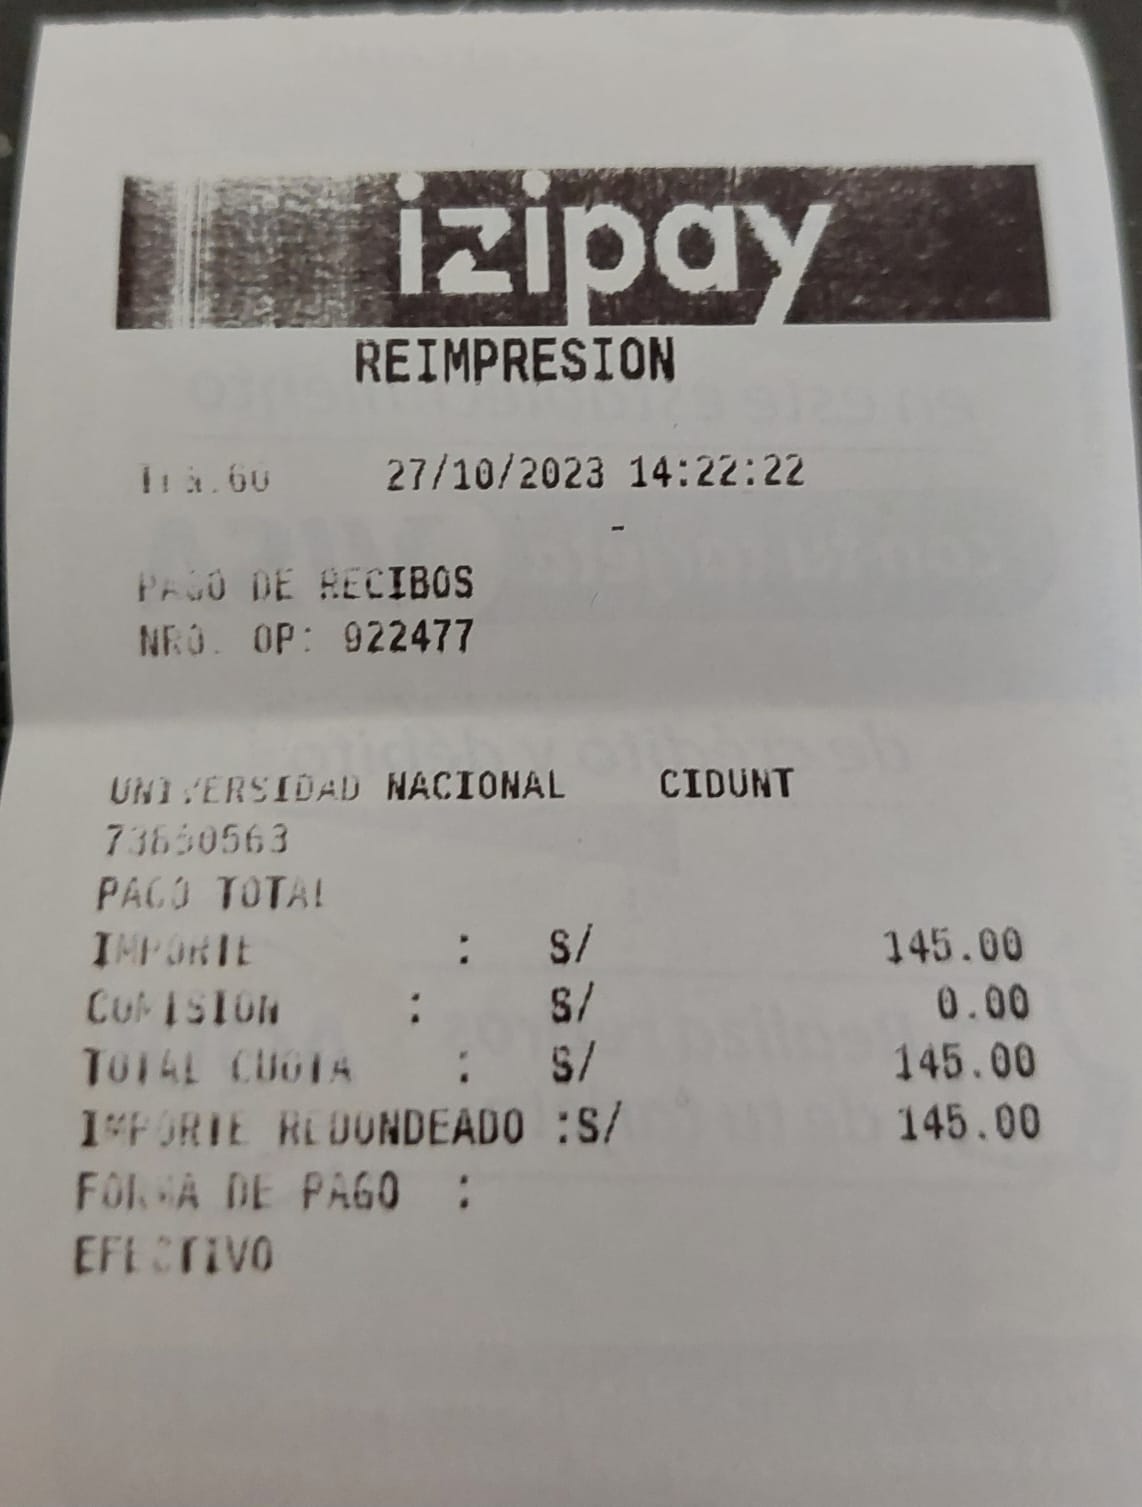 izipay
REIMPRESION
27/10/2023 14:22:22
-
PAGO DE RECIBOS
NRO. OP: 922477
UNIVERSIDAD NACIONAL CIDUNT
PAGO TOTAL
IMPORTE : S/ 145.00
COMISION : S/ 0.00
TOTAL CUOTA : S/ 145.00
IMPORTE REDONDEADO :S/ 145.00
FORMA DE PAGO :
EFECTIVO